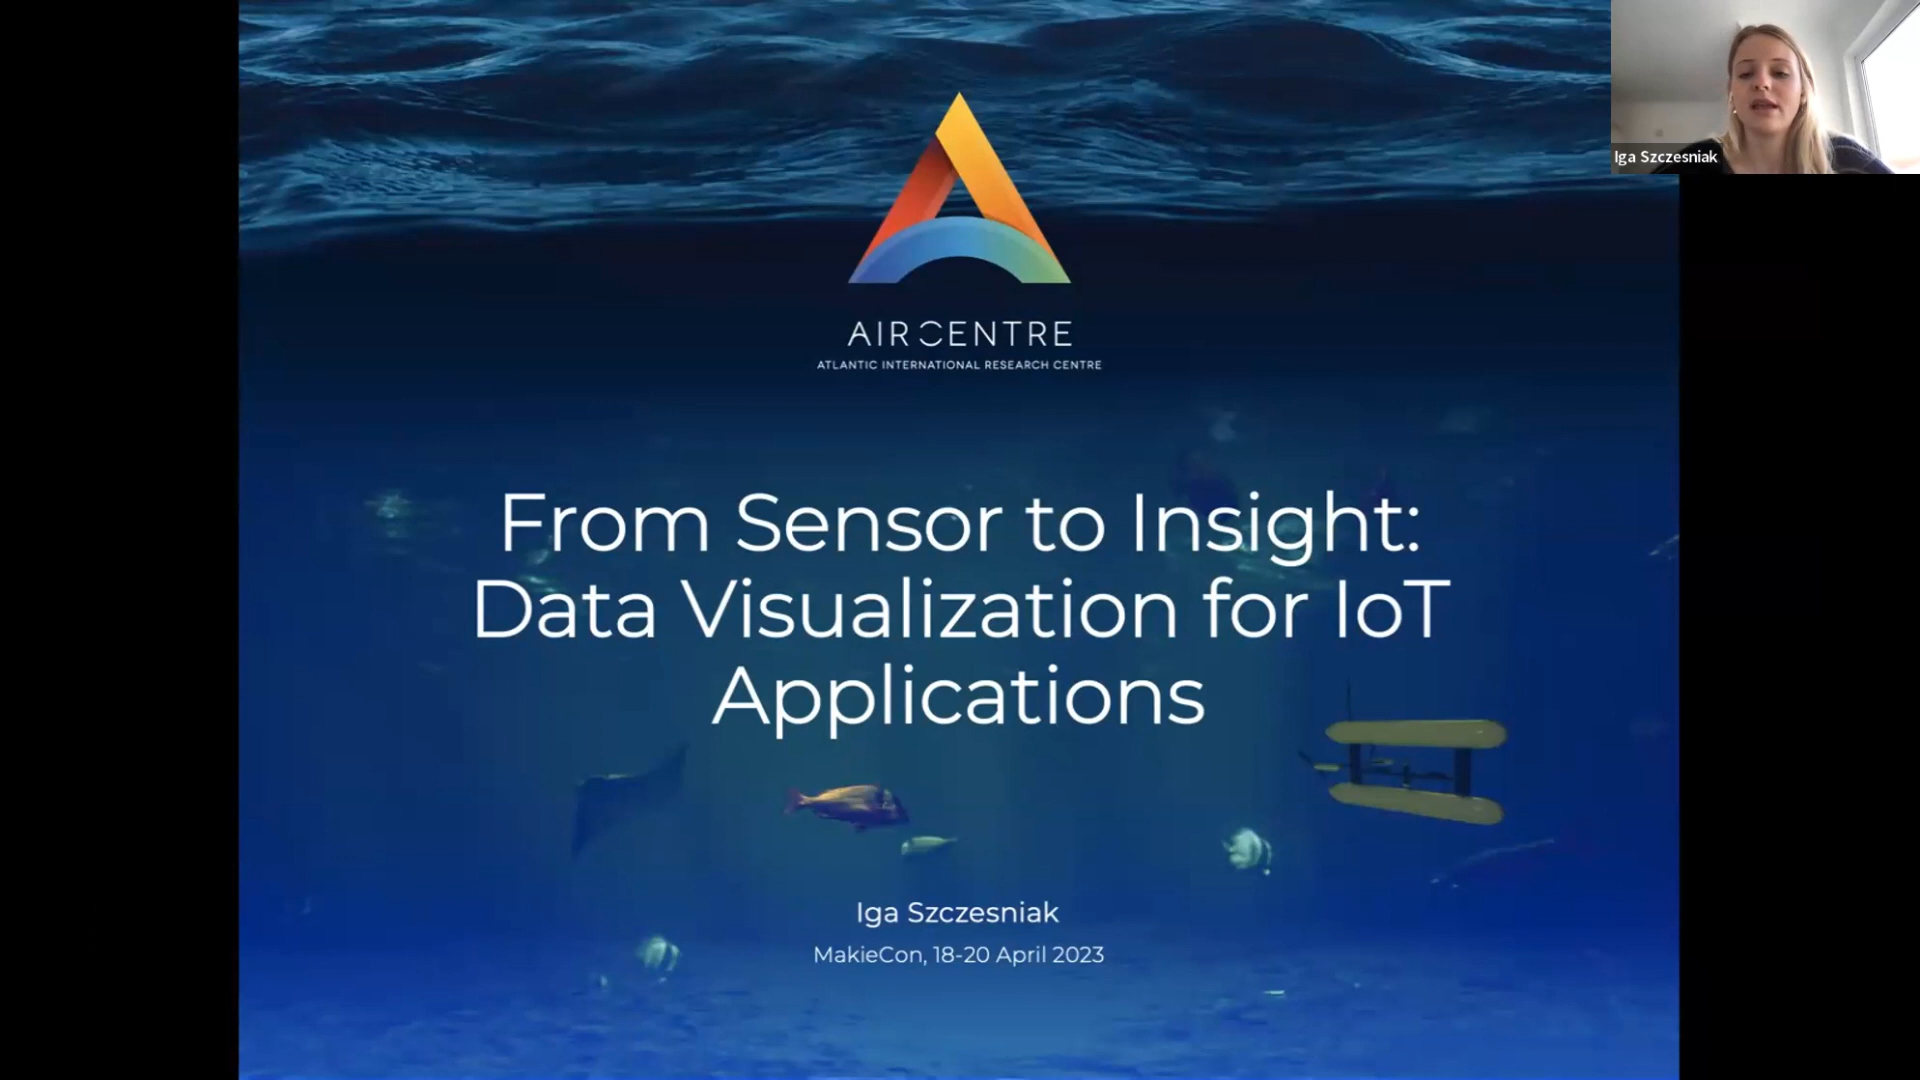 Iga Szczesniak
AIR CENTRE
ATLANTIC INTERNATIONAL RESEARCH CENTRE
From Sensor to Insight:
Data Visualization for IoT
Applications
Iga Szczesniak
MakieCon, 18-20 April 2023